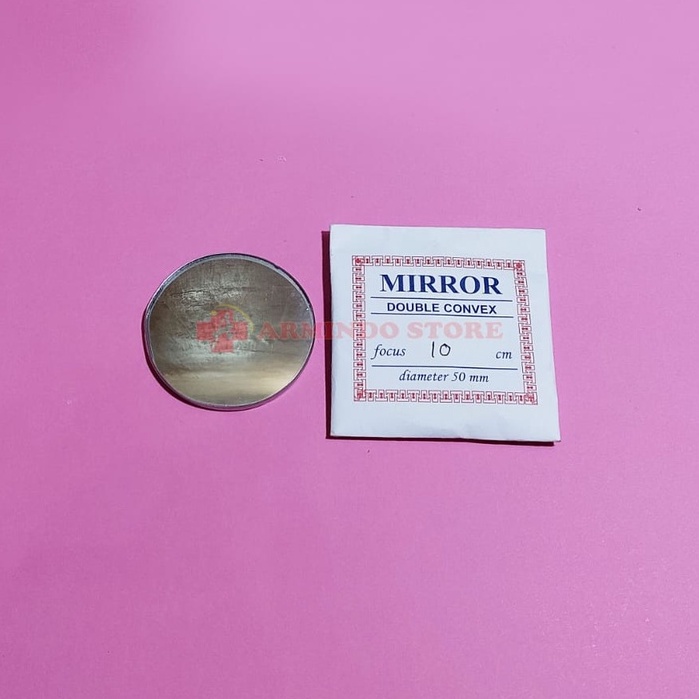 MIRROR
DOUBLE CONVEX
ARMINDO STORE
focus 10 cm
diameter 50 mm